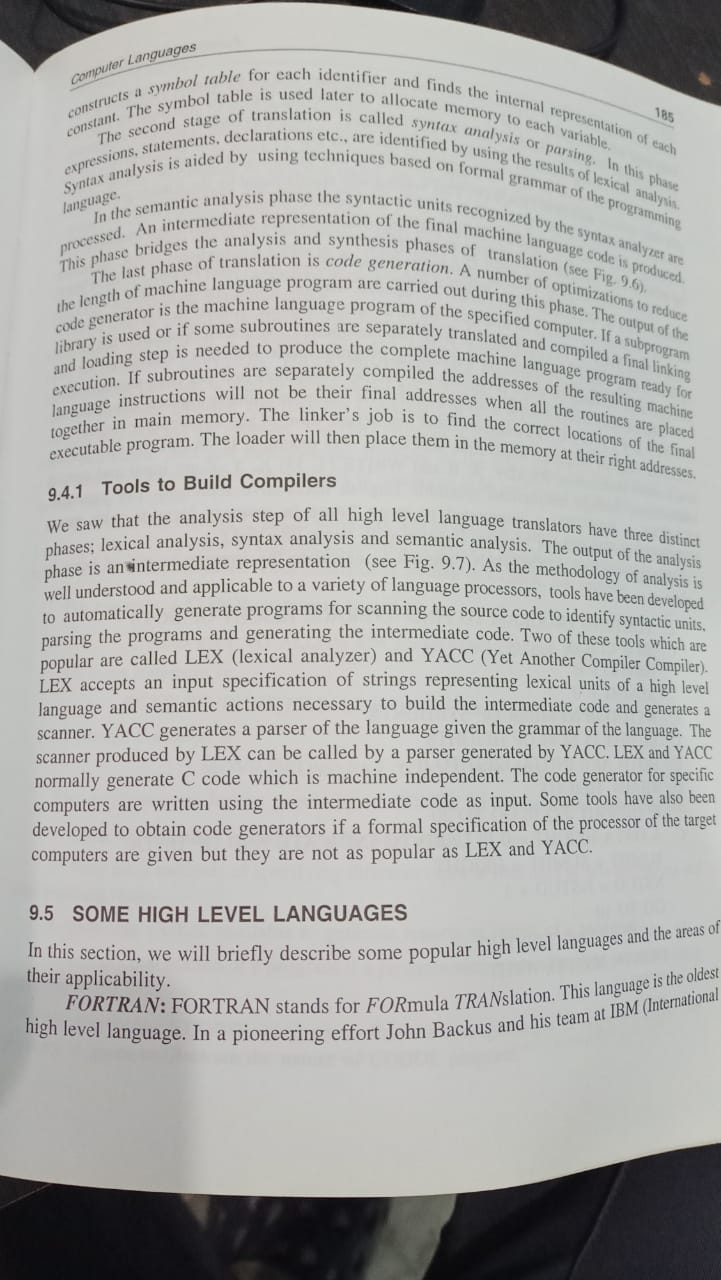 Computer Languages
185
constructs a symbol table for each identifier and finds the internal representation of each
constant. The symbol table is used later to allocate memory to each variable.
The second stage of translation is called syntax analysis or parsing. In this phase
expressions, statements, declarations etc., are identified by using the results of lexical analysis.
Syntax analysis is aided by using techniques based on formal grammar of the programming
language.
In the semantic analysis phase the syntactic units recognized by the syntax analyzer are
processed. An intermediate representation of the final machine language code is produced.
This phase bridges the analysis and synthesis phases of translation (see Fig. 9.6).
The last phase of translation is code generation. A number of optimizations to reduce
the length of machine language program are carried out during this phase. The output of the
code generator is the machine language program of the specified computer. If a subprogram
library is used or if some subroutines are separately translated and compiled a final linking
and loading step is needed to produce the complete machine language program ready for
execution. If subroutines are separately compiled the addresses of the resulting machine
language instructions will not be their final addresses when all the routines are placed
together in main memory. The linker's job is to find the correct locations of the final
executable program. The loader will then place them in the memory at their right addresses.
9.4.1 Tools to Build Compilers
We saw that the analysis step of all high level language translators have three distinct
phases; lexical analysis, syntax analysis and semantic analysis. The output of the analysis
phase is an intermediate representation (see Fig. 9.7). As the methodology of analysis is
well understood and applicable to a variety of language processors, tools have been developed
to automatically generate programs for scanning the source code to identify syntactic units,
parsing the programs and generating the intermediate code. Two of these tools which are
popular are called LEX (lexical analyzer) and YACC (Yet Another Compiler Compiler).
LEX accepts an input specification of strings representing lexical units of a high level
language and semantic actions necessary to build the intermediate code and generates a
scanner. YACC generates a parser of the language given the grammar of the language. The
scanner produced by LEX can be called by a parser generated by YACC. LEX and YACC
normally generate C code which is machine independent. The code generator for specific
computers are written using the intermediate code as input. Some tools have also been
developed to obtain code generators if a formal specification of the processor of the target
computers are given but they are not as popular as LEX and YACC.
9.5 SOME HIGH LEVEL LANGUAGES
In this section, we will briefly describe some popular high level languages and the areas of
their applicability.
FORTRAN: FORTRAN stands for FORmula TRANslation. This language is the oldest
high level language. In a pioneering effort John Backus and his team at IBM (International